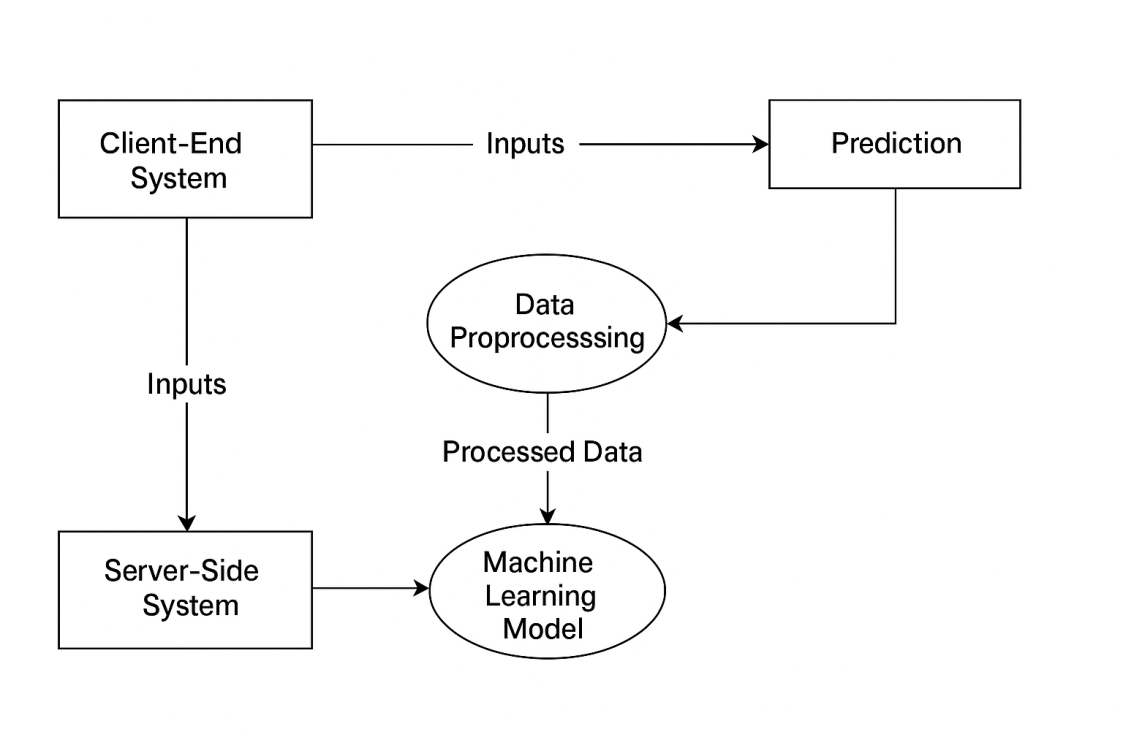 Client-End
System
Inputs
Prediction
Data
Proprocesssing
Inputs
Processed Data
Server-Side
System
Machine
Learning
Model